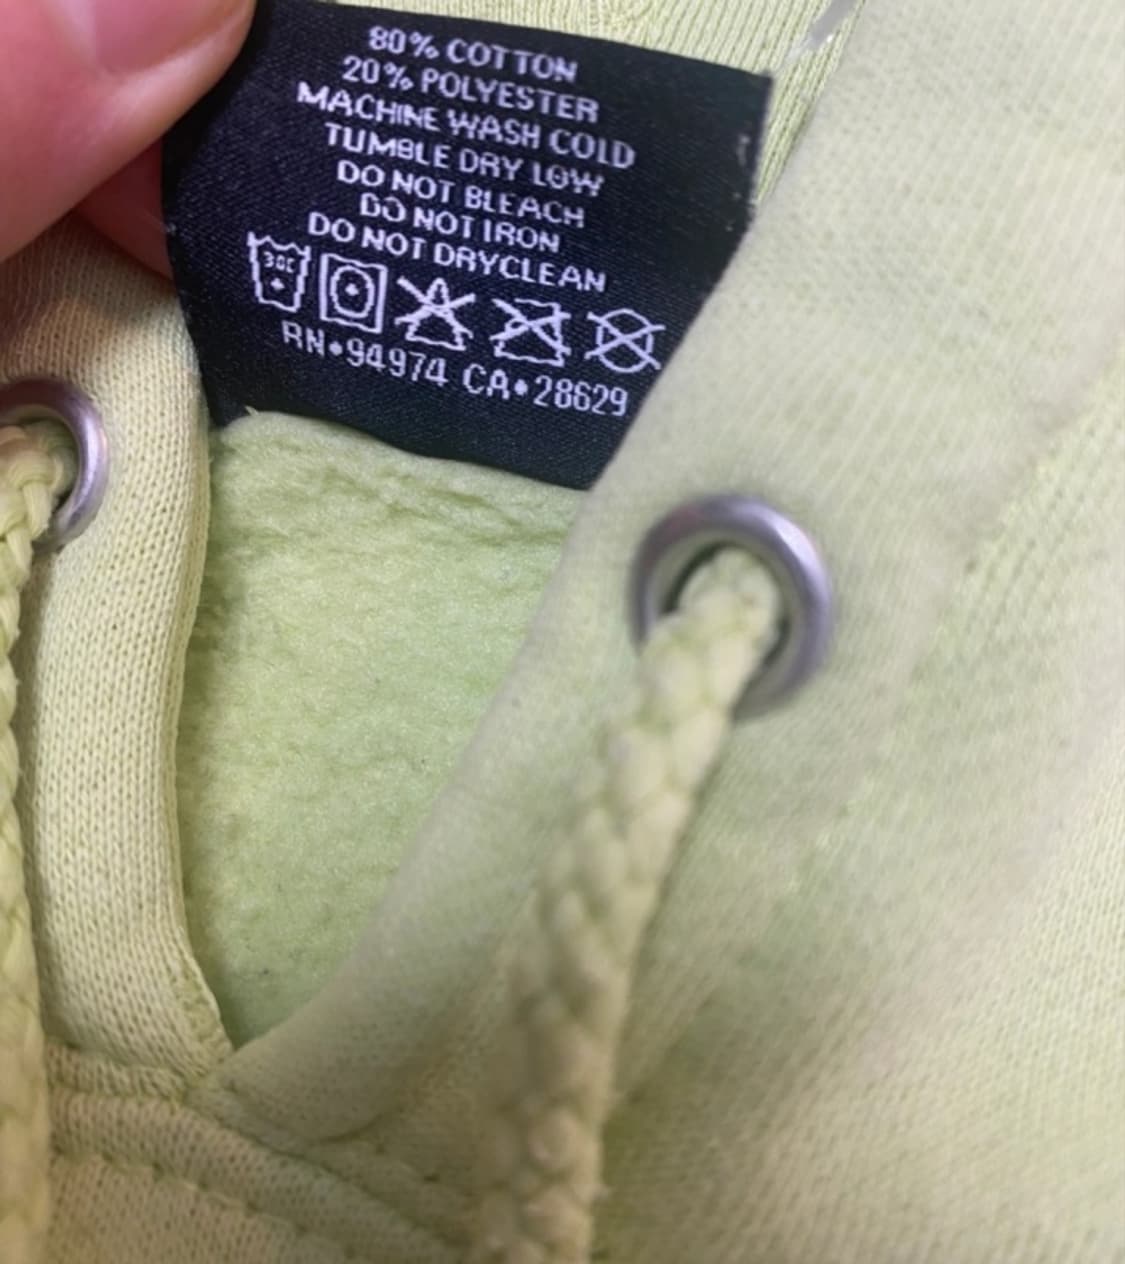 80% COTTON
20% POLYESTER
MACHINE WASH COLD
TUMBLE DRY LOW
DO NOT BLEACH
DO NOT IRON
DO NOT DRYCLEAN
30C
RN•94974 CA•28629